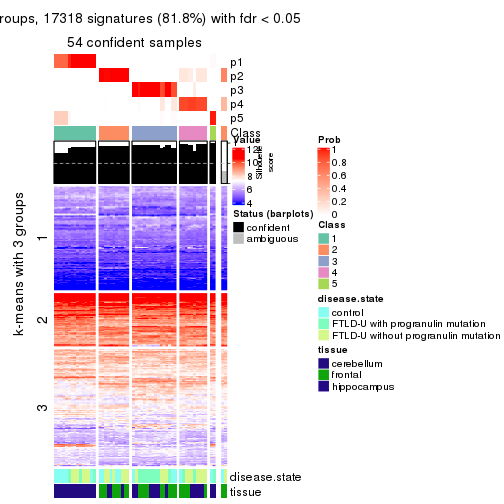 roups, 17318 signatures (81.8%) with fdr < 0.05
54 confident samples
p1
p2
p3
p4
p5
Class
Silhouette
score
k-means with 3 groups
1
2
3
disease.state
tissue
Value
12
10
8
6
4
Status (barplots)
confident
ambiguous
Prob
1
0.8
0.6
0.4
0.2
0
Class
1
2
3
4
5
disease.state
control
FTLD-U with progranulin mutation
FTLD-U without progranulin mutation
tissue
cerebellum
frontal
hippocampus